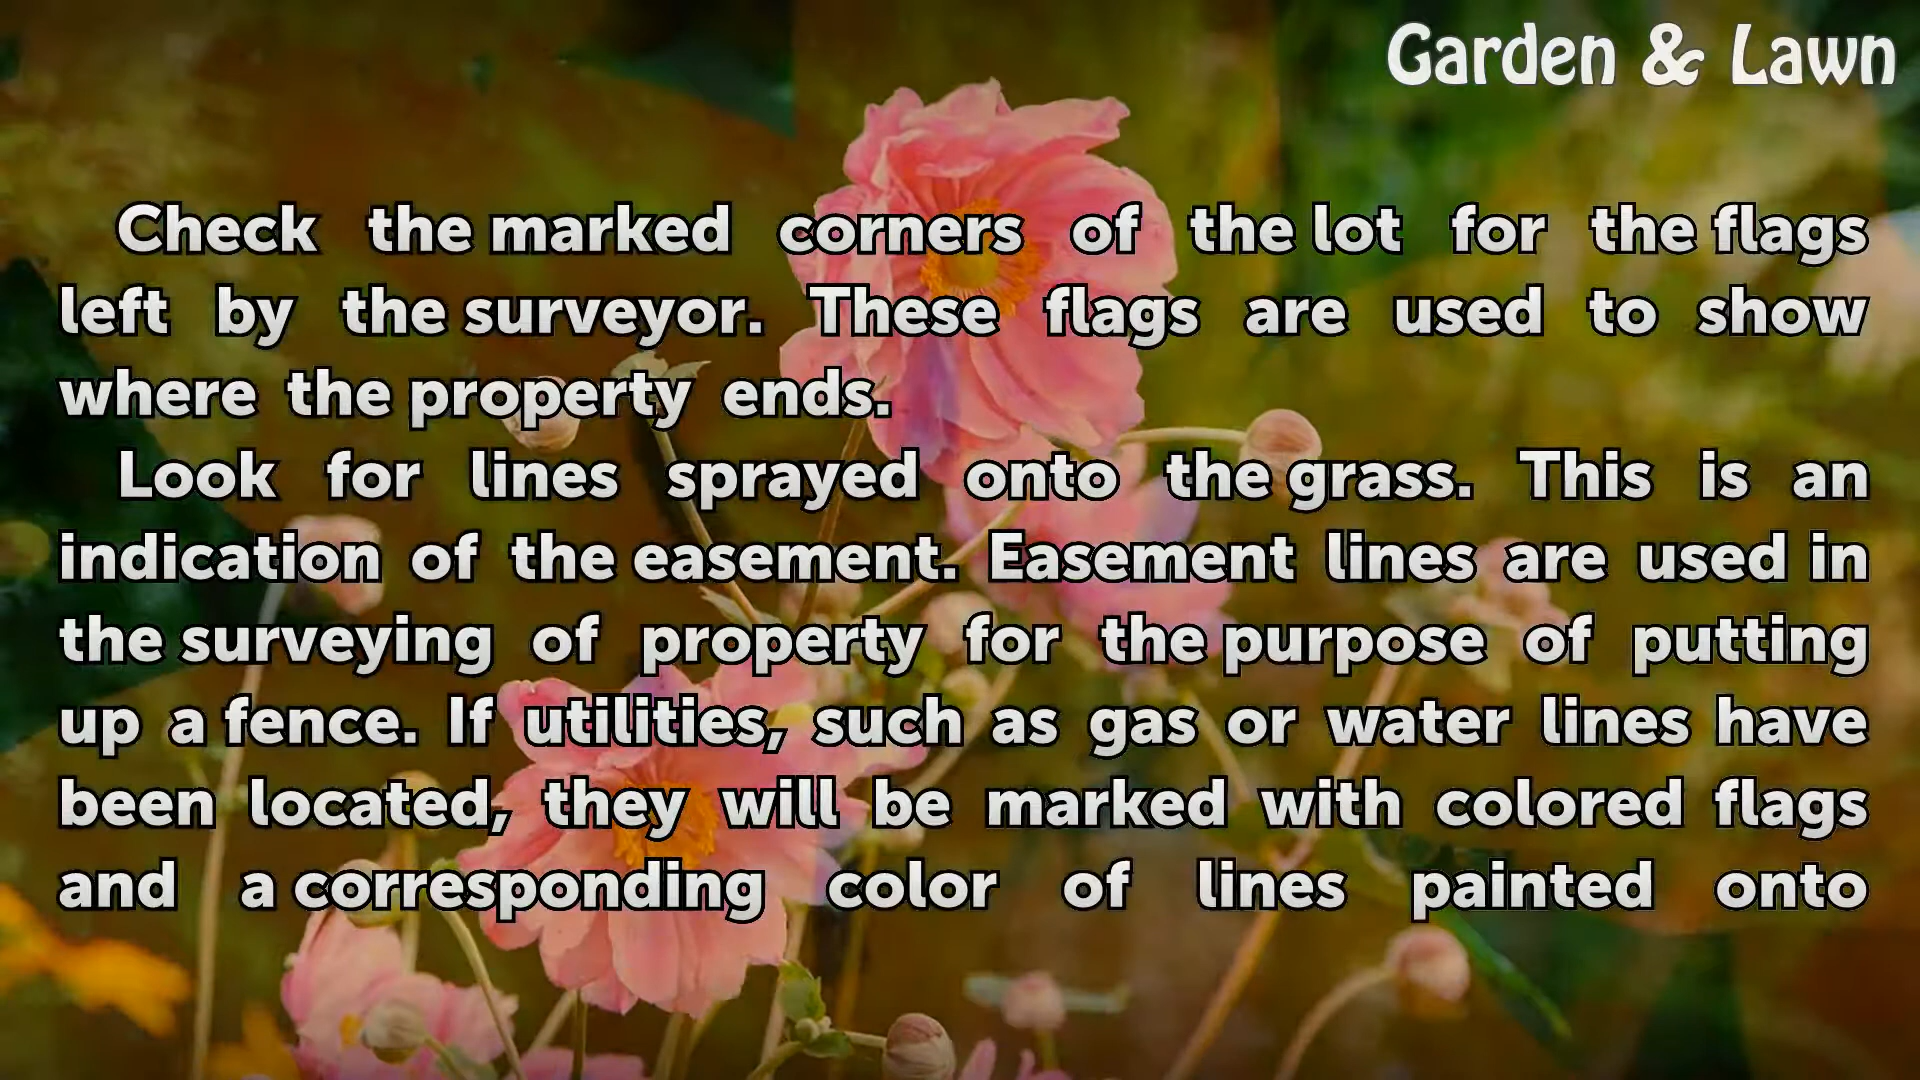 Garden & Lawn
Check the marked corners of the lot for the flags
left by the surveyor. These flags are used to show
where the property ends.
Look for lines sprayed onto the grass. This is an
indication of the easement. Easement lines are used in
the surveying of property for the purpose of putting
up a fence. If utilities, such as gas or water lines have
been located, they will be marked with colored flags
and a corresponding color of lines painted onto